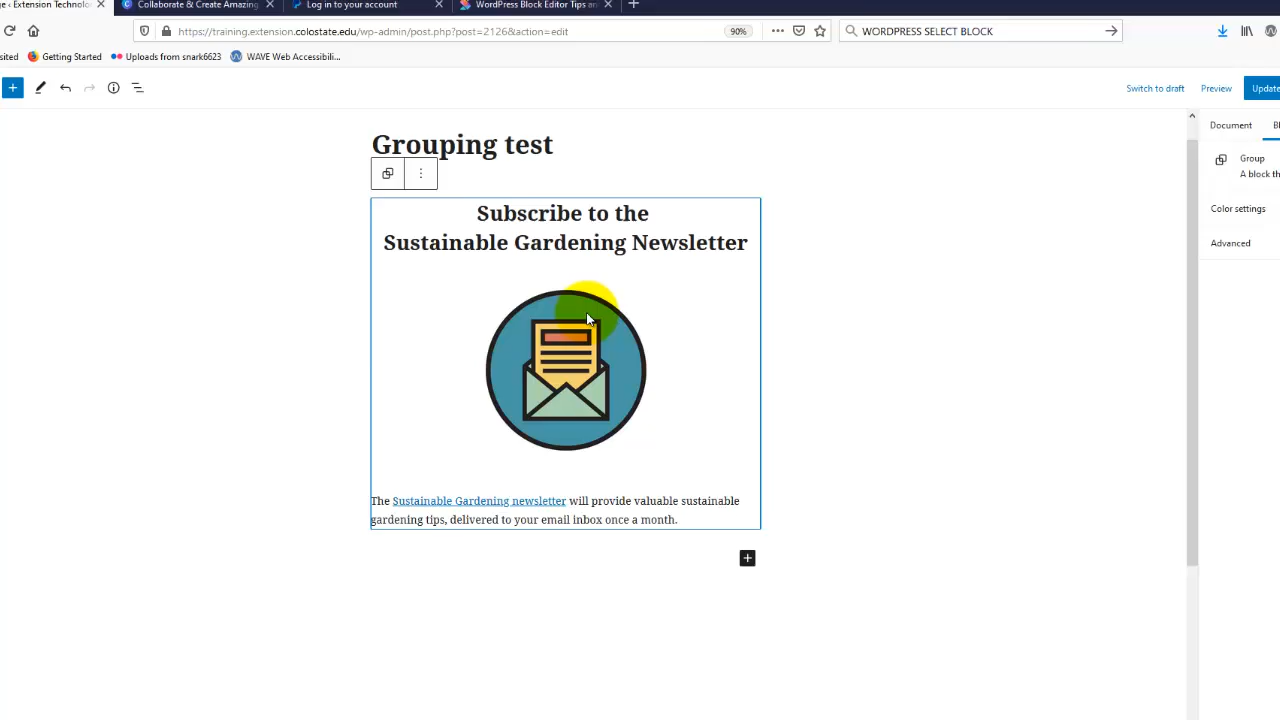 ‹ Extension Technolo
Collaborate & Create Amazing
Log in to your account
WordPress Block Editor Tips an
https://training.extension.colostate.edu/wp-admin/post.php?post=2126&action=edit
90%
WORDPRESS SELECT BLOCK
sited
Getting Started
Uploads from snark6623
WAVE Web Accessibili...
Switch to draft
Preview
Update
Grouping test
Document
Bl
Group
A block th
Subscribe to the
Sustainable Gardening Newsletter
Color settings
Advanced
The Sustainable Gardening newsletter will provide valuable sustainable
gardening tips, delivered to your email inbox once a month.